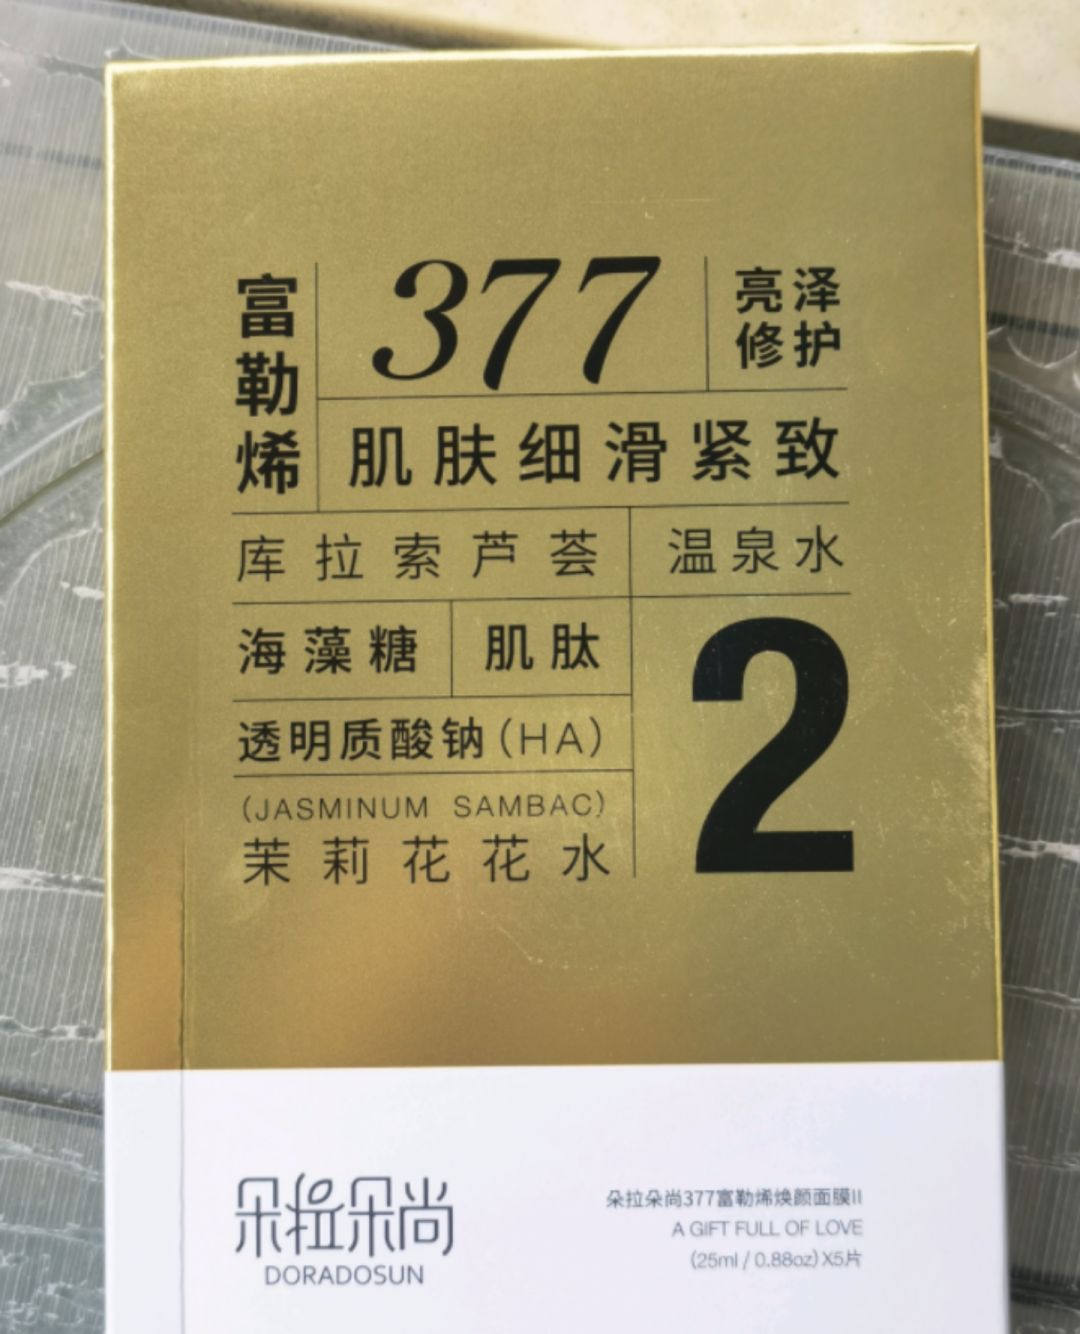 富勒烯
377
亮泽
修护
肌肤细滑紧致
库拉索芦荟
温泉水
海藻糖
肌肽
透明质酸钠(HA)
(JASMINUM SAMBAC)
茉莉花花水
2
朵拉朵尚
DORADOSUN
朵拉朵尚377富勒烯焕颜面膜II
A GIFT FULL OF LOVE
(25ml / 0.88oz) X5片